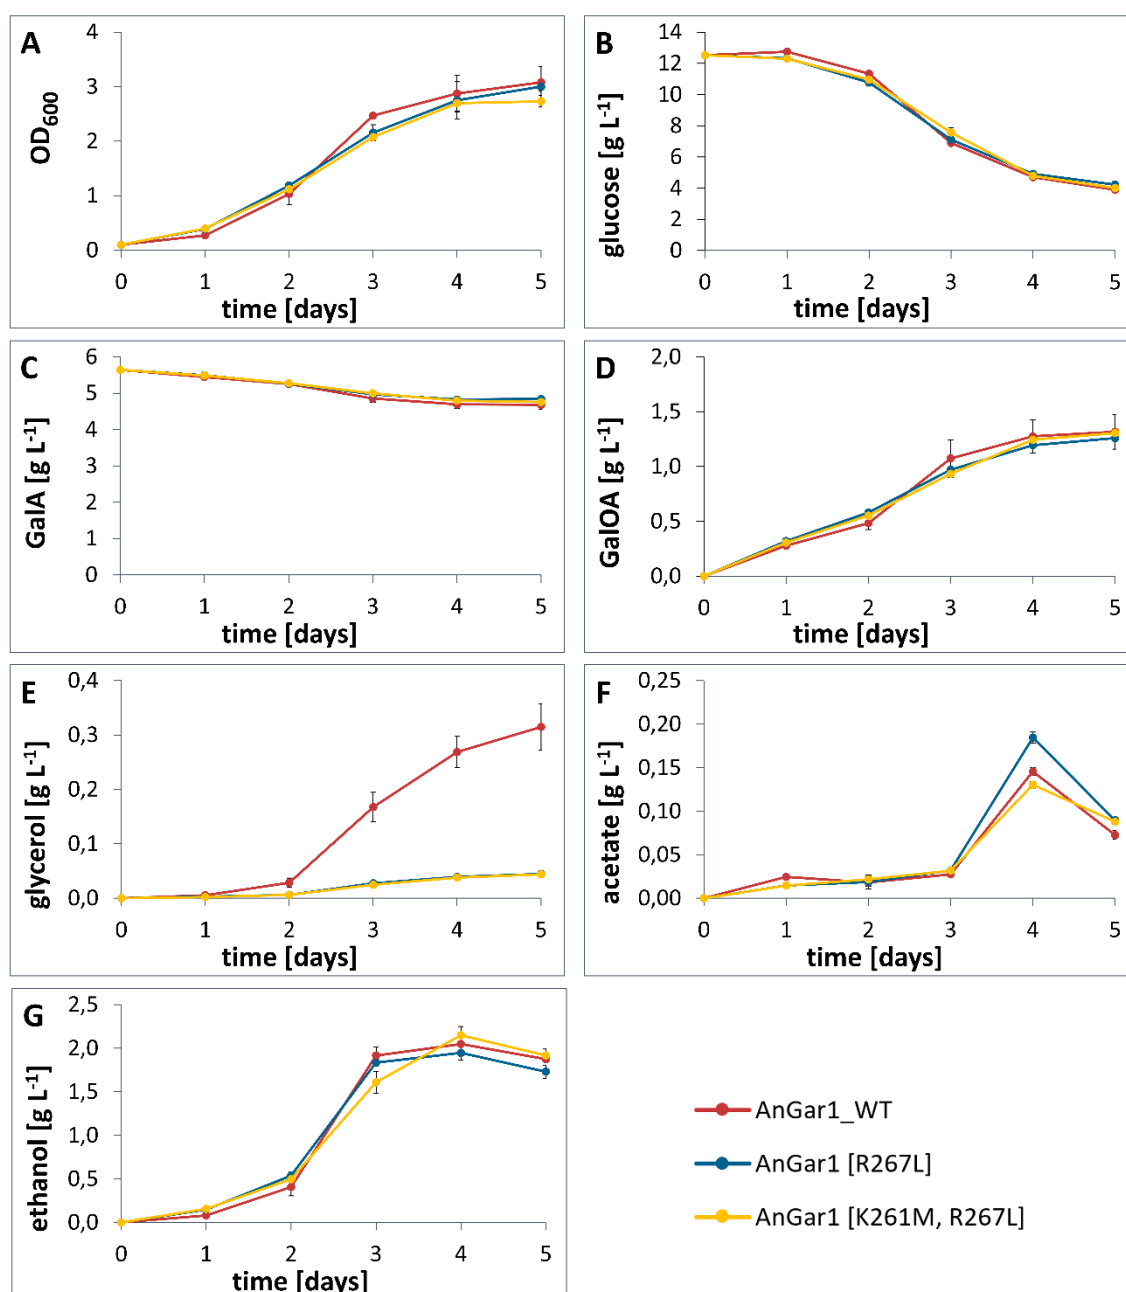 A
OD600
4
3
2
1
0
0 1 2 3 4 5
time [days]
B
glucose [g L-1]
14
12
10
8
6
4
2
0
0 1 2 3 4 5
time [days]
C
GalA [g L-1]
6
5
4
3
2
1
0
0 1 2 3 4 5
time [days]
D
GalOA [g L-1]
2,0
1,5
1,0
0,5
0,0
0 1 2 3 4 5
time [days]
E
glycerol [g L-1]
0,4
0,3
0,2
0,1
0,0
0 1 2 3 4 5
time [days]
F
acetate [g L-1]
0,25
0,20
0,15
0,10
0,05
0,00
0 1 2 3 4 5
time [days]
G
ethanol [g L-1]
2,5
2,0
1,5
1,0
0,5
0,0
0 1 2 3 4 5
time [days]
AnGar1_WT
AnGar1 [R267L]
AnGar1 [K261M, R267L]